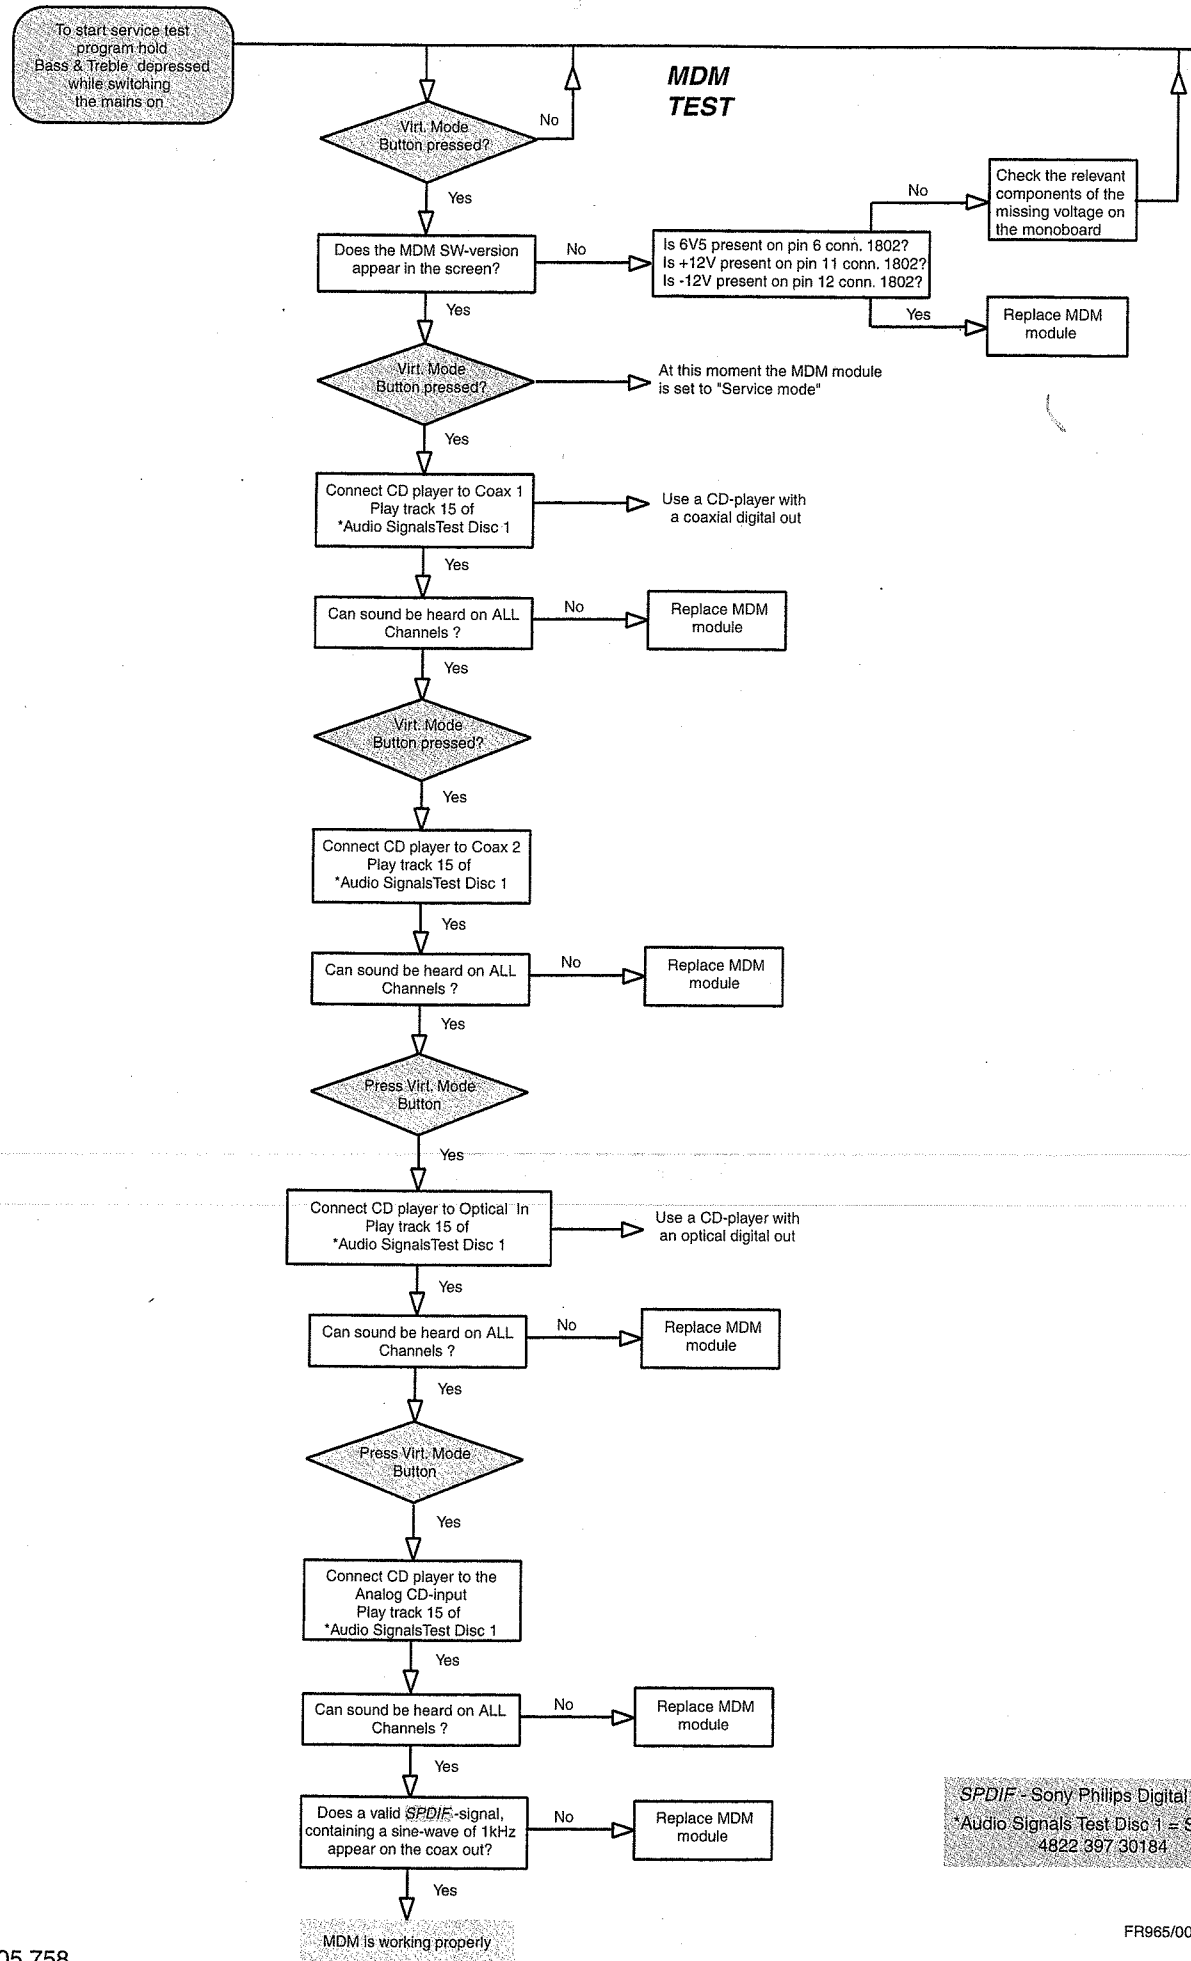 To start service test
program hold
Bass & Treble depressed
while switching
the mains on
MDM
TEST
Virt. Mode
Button pressed?
No
Yes
Does the MDM SW-version
appear in the screen?
No
Is 6V5 present on pin 6 conn. 1802?
Is +12V present on pin 11 conn. 1802?
Is -12V present on pin 12 conn. 1802?
No
Check the relevant
components of the
missing voltage on
the monoboard
Yes
Replace MDM
module
Yes
Virt. Mode
Button pressed?
At this moment the MDM module
is set to "Service mode"
Yes
Connect CD player to Coax 1
Play track 15 of
*Audio SignalsTest Disc 1
Use a CD-player with
a coaxial digital out
Yes
Can sound be heard on ALL
Channels ?
No
Replace MDM
module
Yes
Virt. Mode
Button pressed?
Yes
Connect CD player to Coax 2
Play track 15 of
*Audio SignalsTest Disc 1
Yes
Can sound be heard on ALL
Channels ?
No
Replace MDM
module
Yes
Press Virt. Mode
Button
Yes
Connect CD player to Optical In
Play track 15 of
*Audio SignalsTest Disc 1
Use a CD-player with
an optical digital out
Yes
Can sound be heard on ALL
Channels ?
No
Replace MDM
module
Yes
Press Virt. Mode
Button
Yes
Connect CD player to the
Analog CD-input
Play track 15 of
*Audio SignalsTest Disc 1
Yes
Can sound be heard on ALL
Channels ?
No
Replace MDM
module
Yes
Does a valid SPDIF-signal,
containing a sine-wave of 1kHz
appear on the coax out?
No
Replace MDM
module
Yes
MDM is working properly
SPDIF - Sony Philips Digital
*Audio Signals Test Disc 1 = S
4822 397 30184
FR965/00
05 758